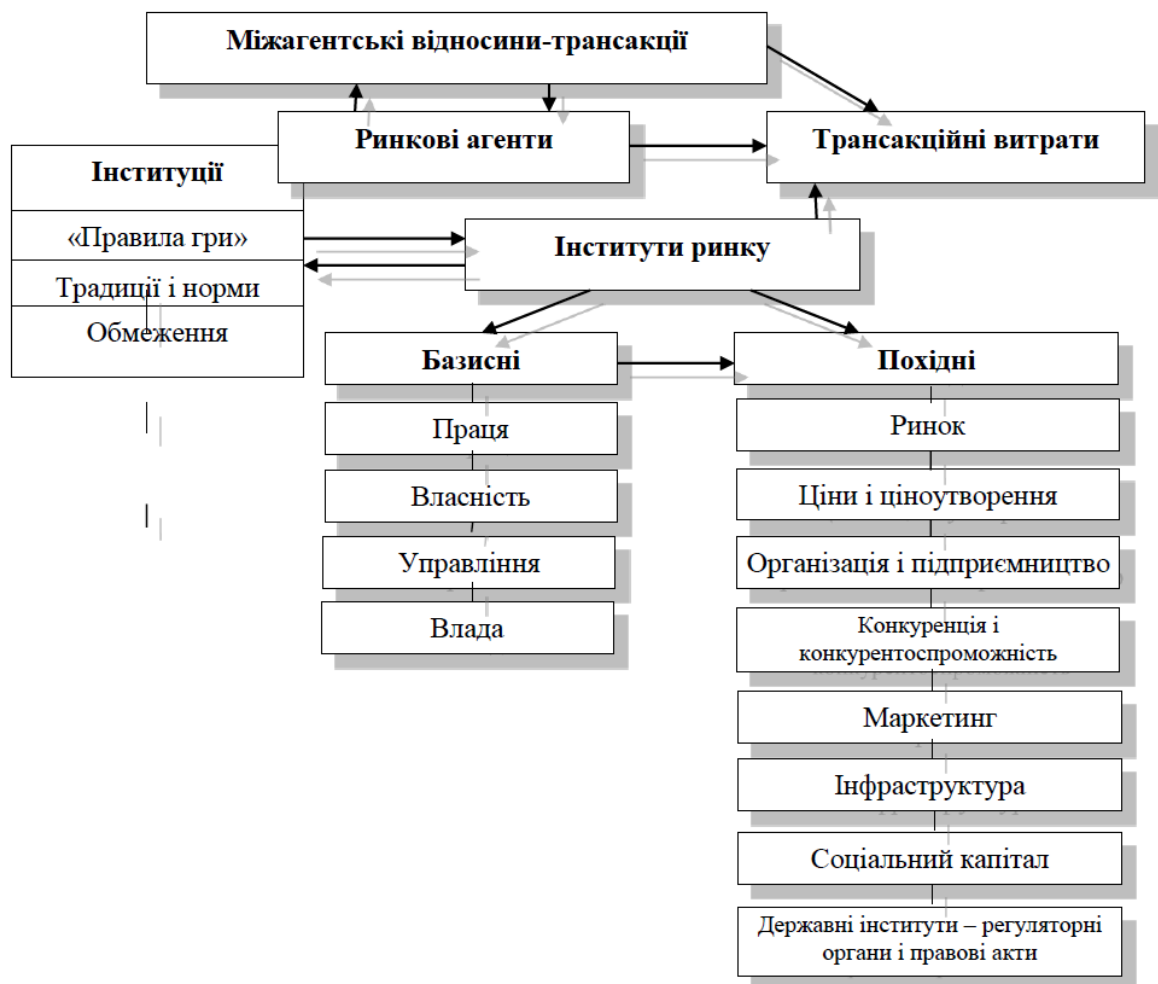 Міжагентські відносини-трансакції
Ринкові агенти
Трансакційні витрати
Інституції
«Правила гри»
Традиції і норми
Обмеження
Інститути ринку
Базисні
Праця
Власність
Управління
Влада
Похідні
Ринок
Ціни і ціноутворення
Організація і підприємництво
Конкуренція і
конкурентоспроможність
Маркетинг
Інфраструктура
Соціальний капітал
Державні інститути – регуляторні
органи і правові акти